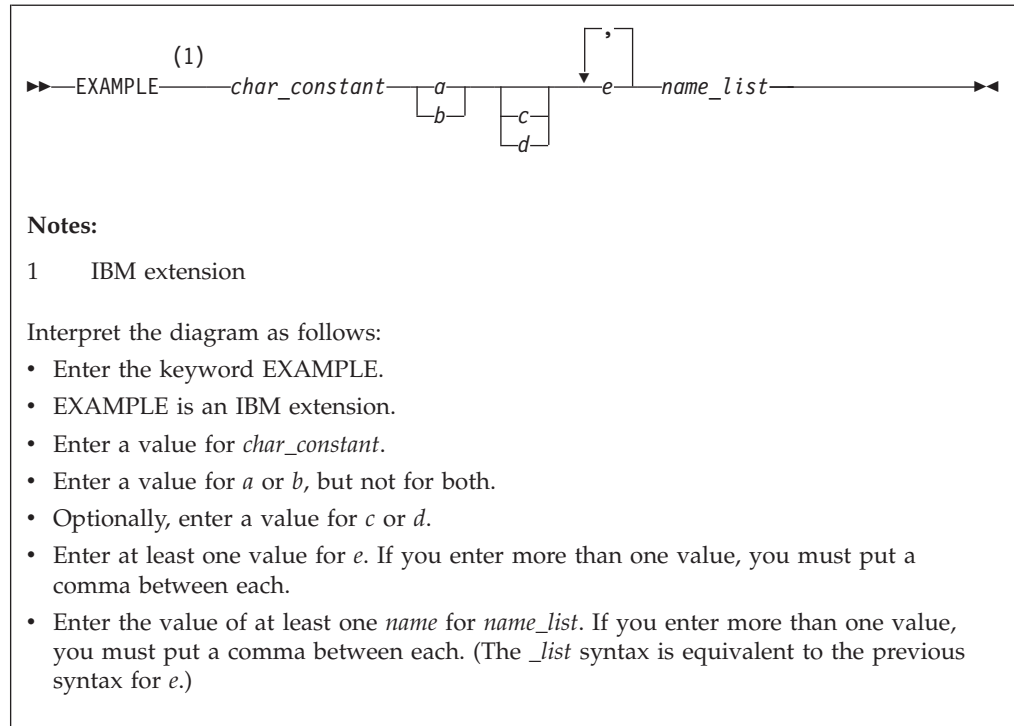 ,
(1)
EXAMPLE char_constant a e name_list
b c
d
Notes:
1 IBM extension
Interpret the diagram as follows:
• Enter the keyword EXAMPLE.
• EXAMPLE is an IBM extension.
• Enter a value for char_constant.
• Enter a value for a or b, but not for both.
• Optionally, enter a value for c or d.
• Enter at least one value for e. If you enter more than one value, you must put a
comma between each.
• Enter the value of at least one name for name_list. If you enter more than one value,
you must put a comma between each. (The _list syntax is equivalent to the previous
syntax for e.)